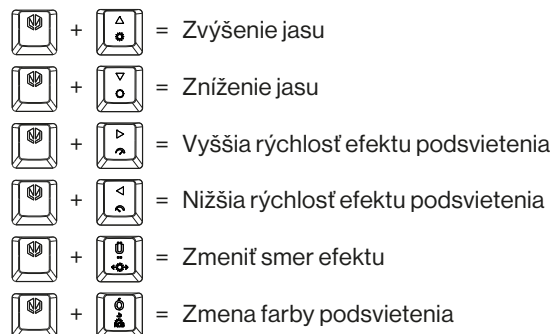 + = Zvýšenie jasu
+ = Zníženie jasu
+ = Vyššia rýchlosť efektu podsvietenia
+ = Nižšia rýchlosť efektu podsvietenia
+ = Zmeniť smer efektu
+ = Zmena farby podsvietenia